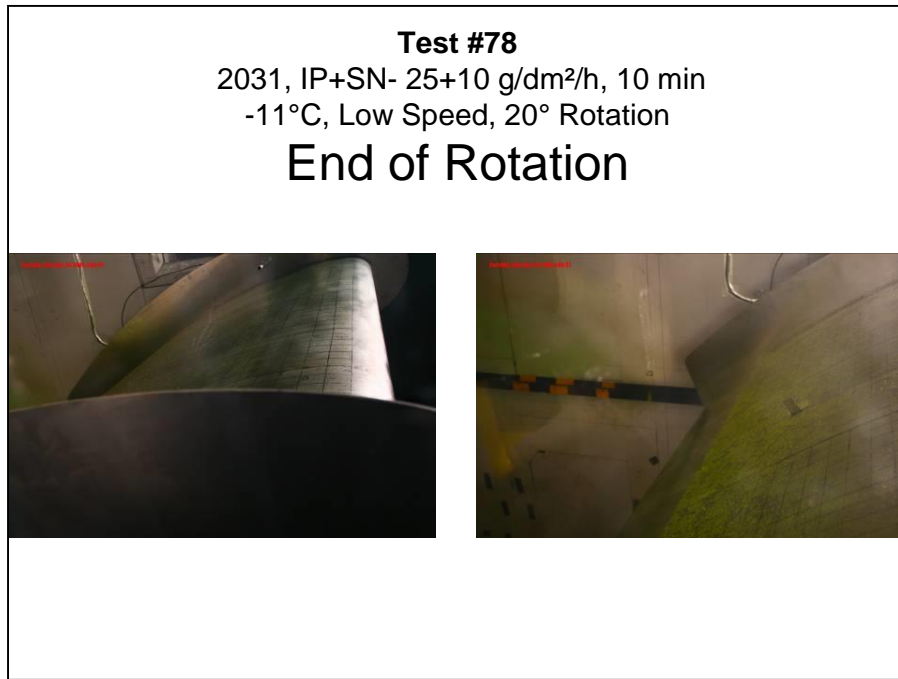 Test #78
2031, IP+SN- 25+10 g/dm²/h, 10 min
-11°C, Low Speed, 20° Rotation
End of Rotation